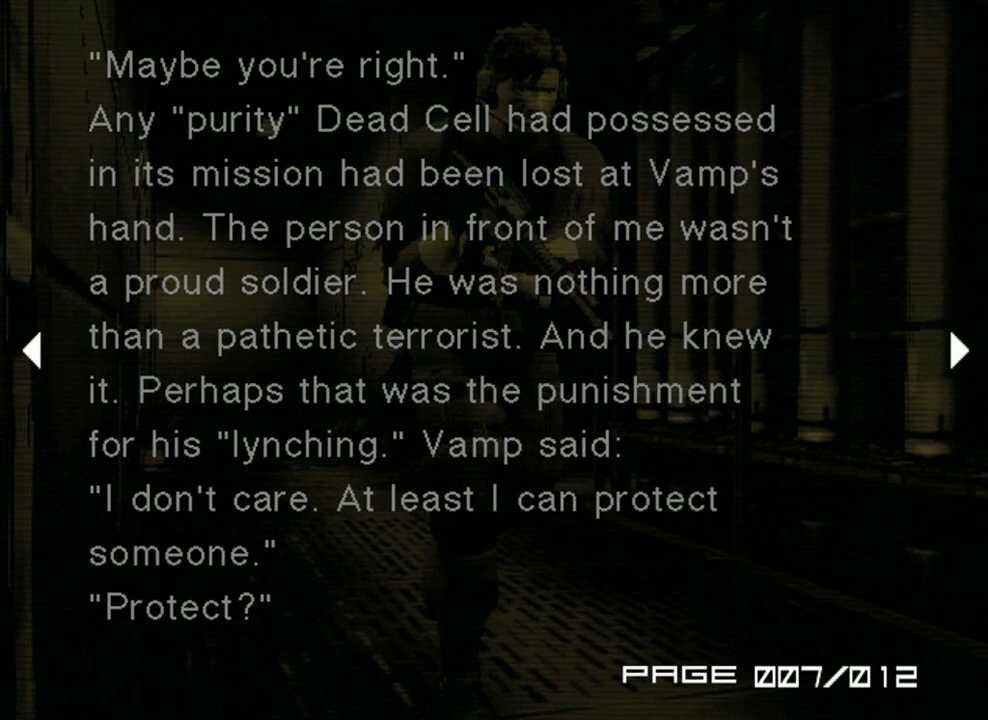 "Maybe you're right."
Any "purity" Dead Cell had possessed
in its mission had been lost at Vamp's
hand. The person in front of me wasn't
a proud soldier. He was nothing more
than a pathetic terrorist. And he knew
it. Perhaps that was the punishment
for his "lynching." Vamp said:
"I don't care. At least I can protect
someone."
"Protect?"
PAGE 007/012